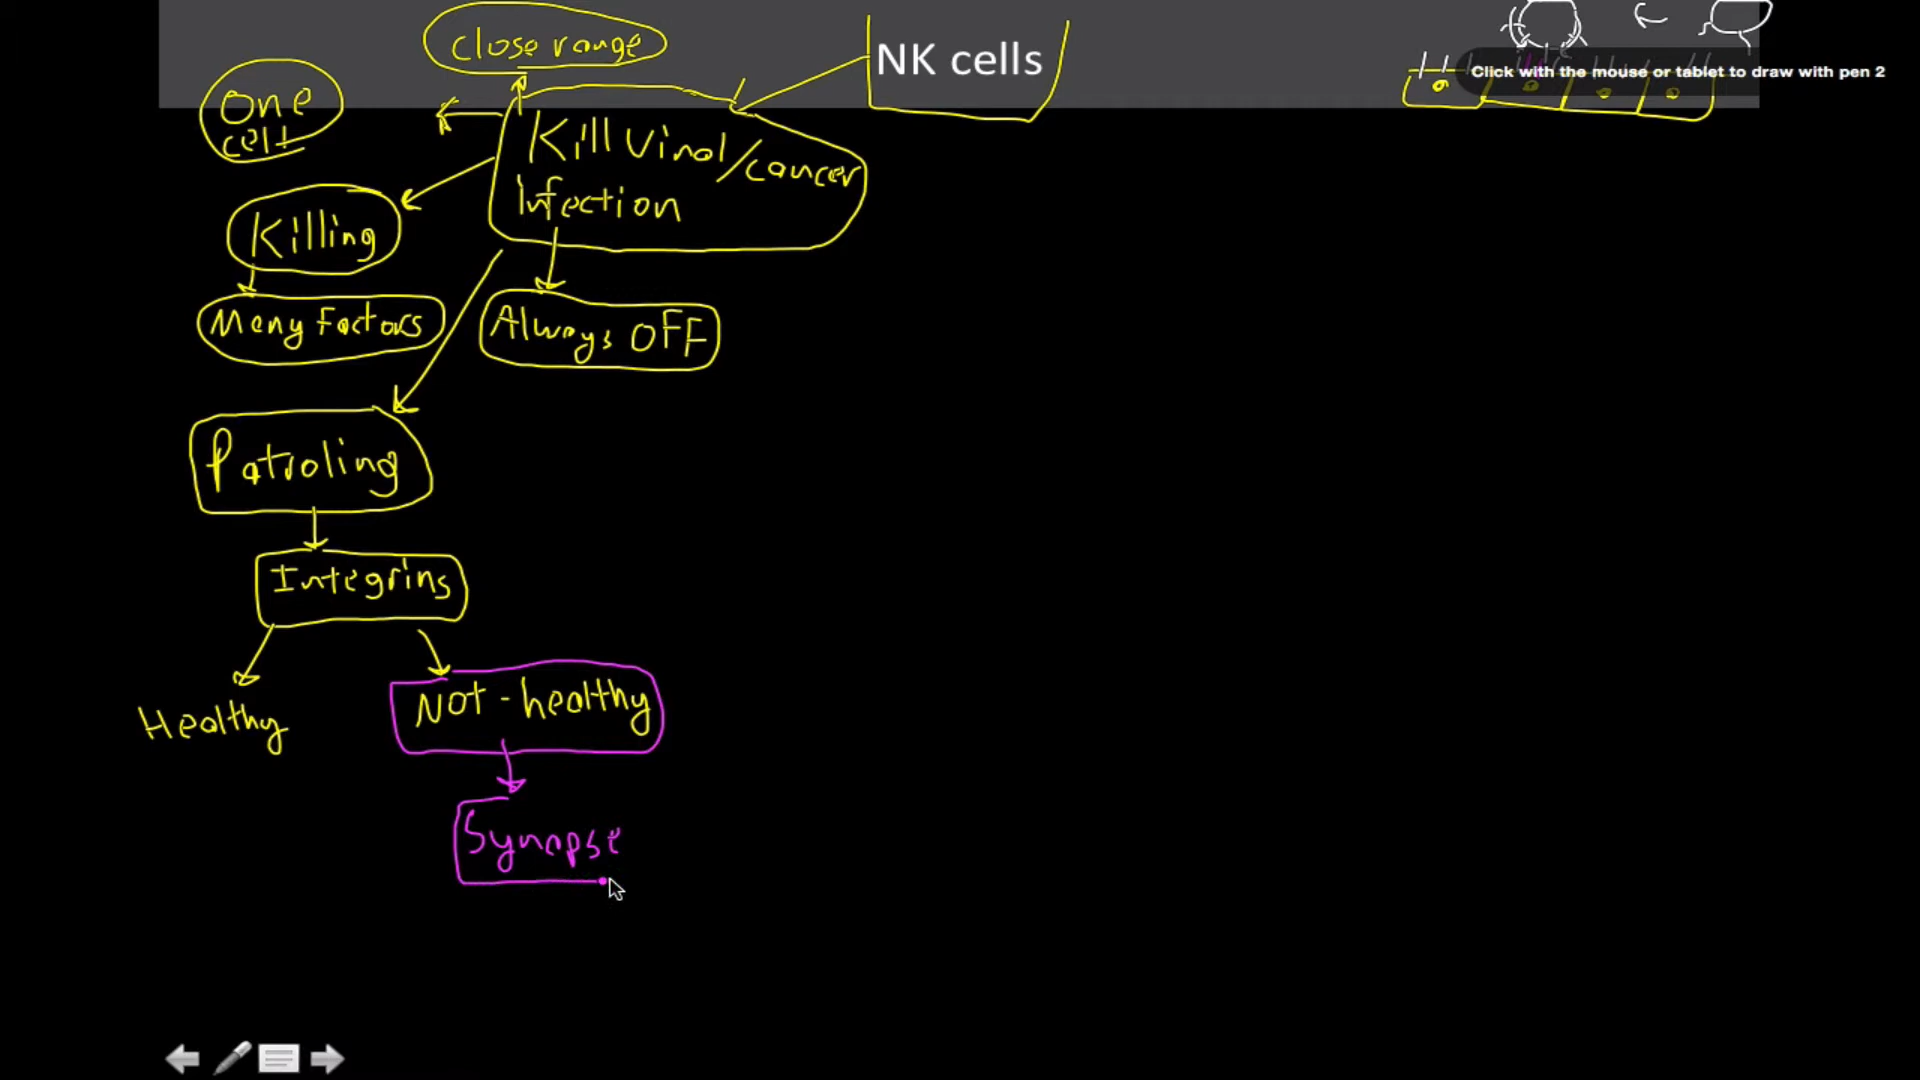 close range
NK cells
Click with the mouse or tablet to draw with pen 2
One
cell
Kill Viral/cancer
Infection
Killing
Many Factors
Always OFF
Patroling
Integrins
Healthy
NOT-healthy
Synapse